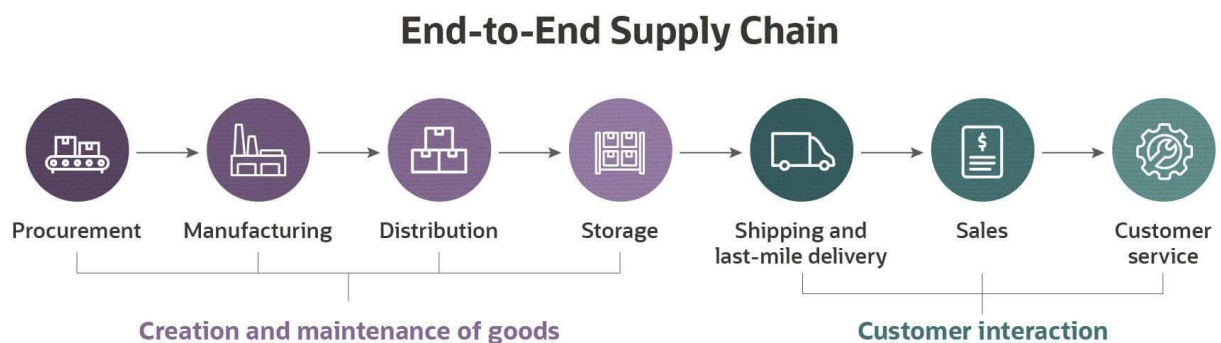 End-to-End Supply Chain
$
Procurement
Manufacturing
Distribution
Storage
Shipping and
last-mile delivery
Sales
Customer
service
Creation and maintenance of goods
Customer interaction